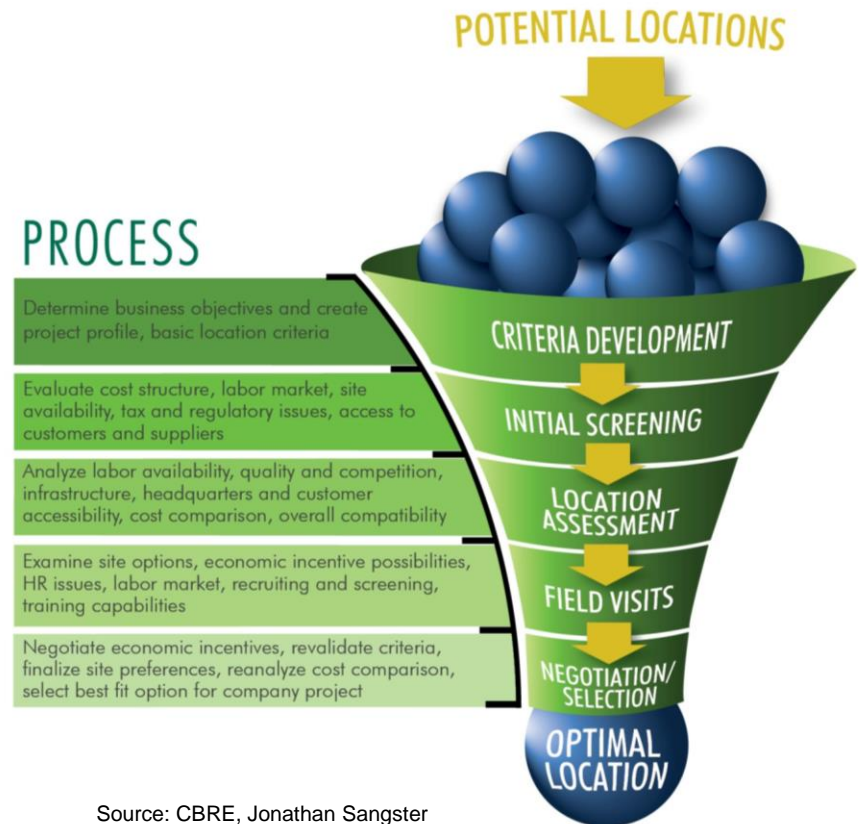 POTENTIAL LOCATIONS
PROCESS
Determine business objectives and create
project profile, basic location criteria
CRITERIA DEVELOPMENT
Evaluate cost structure, labor market, site
availability, tax and regulatory issues, access to
customers and suppliers
INITIAL SCREENING
Analyze labor availability, quality and competition,
infrastructure, headquarters and customer
accessibility, cost comparison, overall compatibility
LOCATION
ASSESSMENT
Examine site options, economic incentive possibilities,
HR issues, labor market, recruiting and screening,
training capabilities
FIELD VISITS
Negotiate economic incentives, revalidate criteria,
finalize site preferences, reanalyze cost comparison,
select best fit option for company project
NEGOTIATION/
SELECTION
OPTIMAL
LOCATION
Source: CBRE, Jonathan Sangster